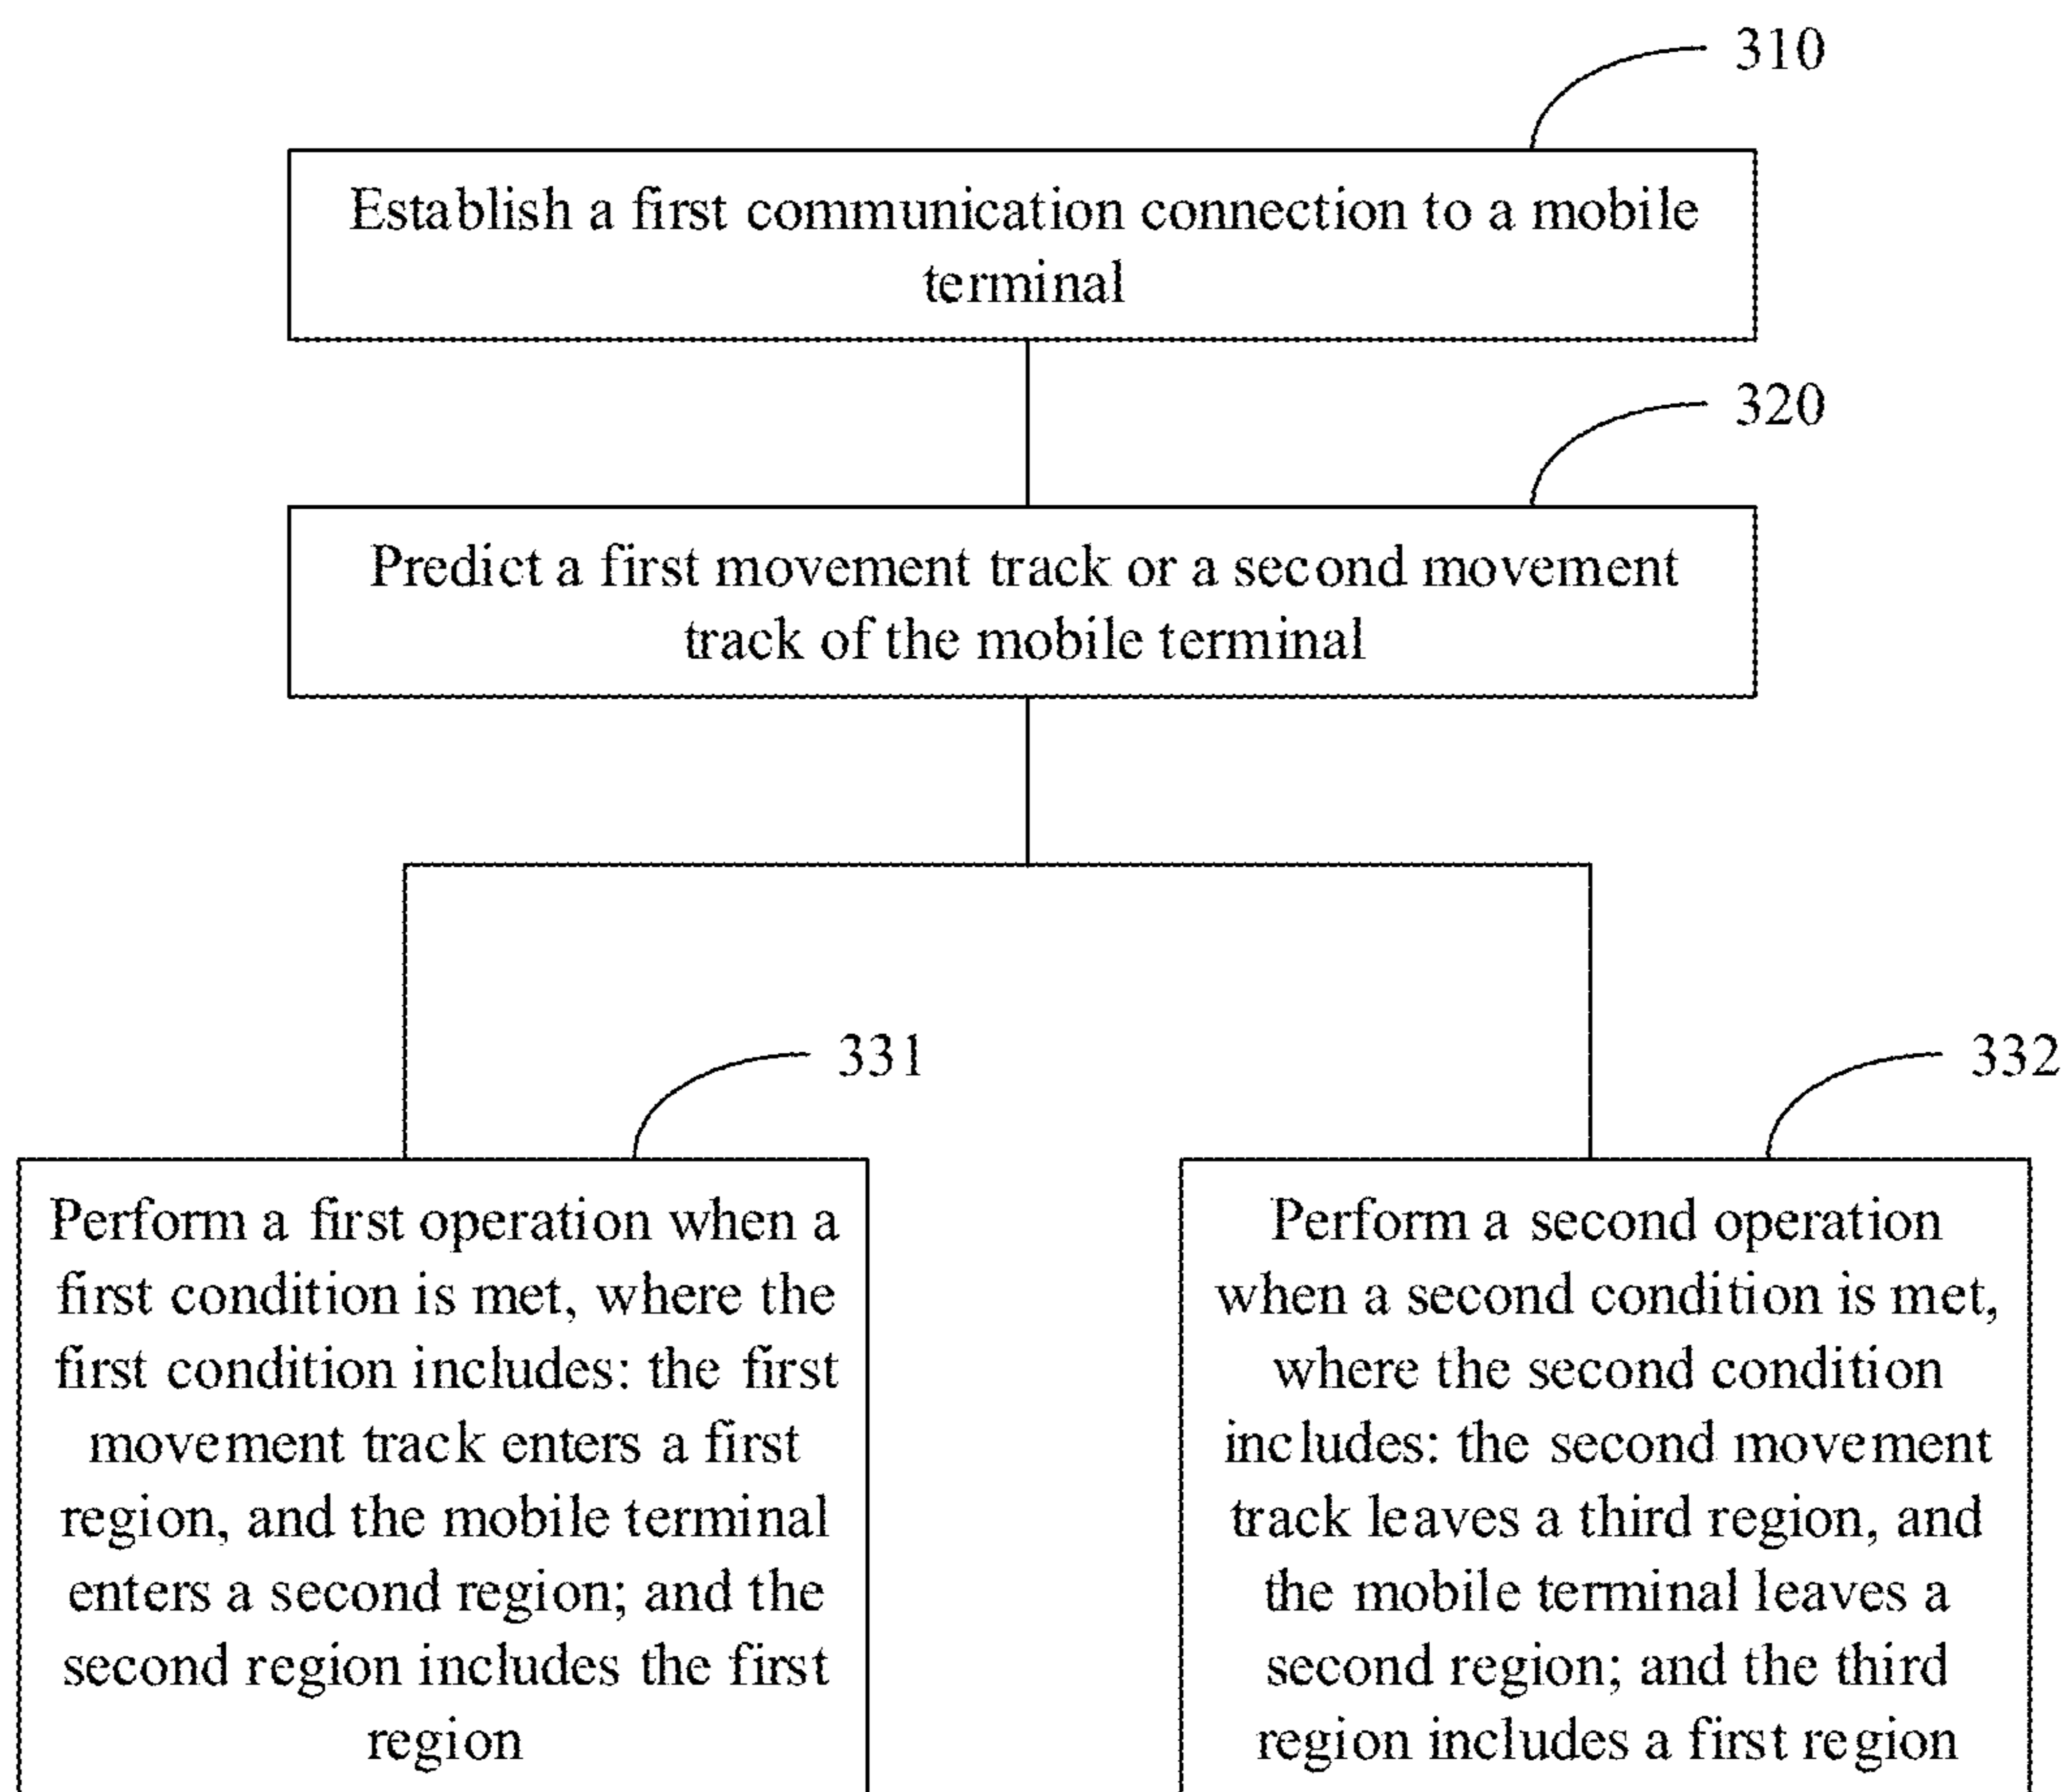 310
Establish a first communication connection to a mobile
terminal
320
Predict a first movement track or a second movement
track of the mobile terminal
331
Perform a first operation when a
first condition is met, where the
first condition includes: the first
movement track enters a first
region, and the mobile terminal
enters a second region; and the
second region includes the first
region
332
Perform a second operation
when a second condition is met,
where the second condition
includes: the second movement
track leaves a third region, and
the mobile terminal leaves a
second region; and the third
region includes a first region